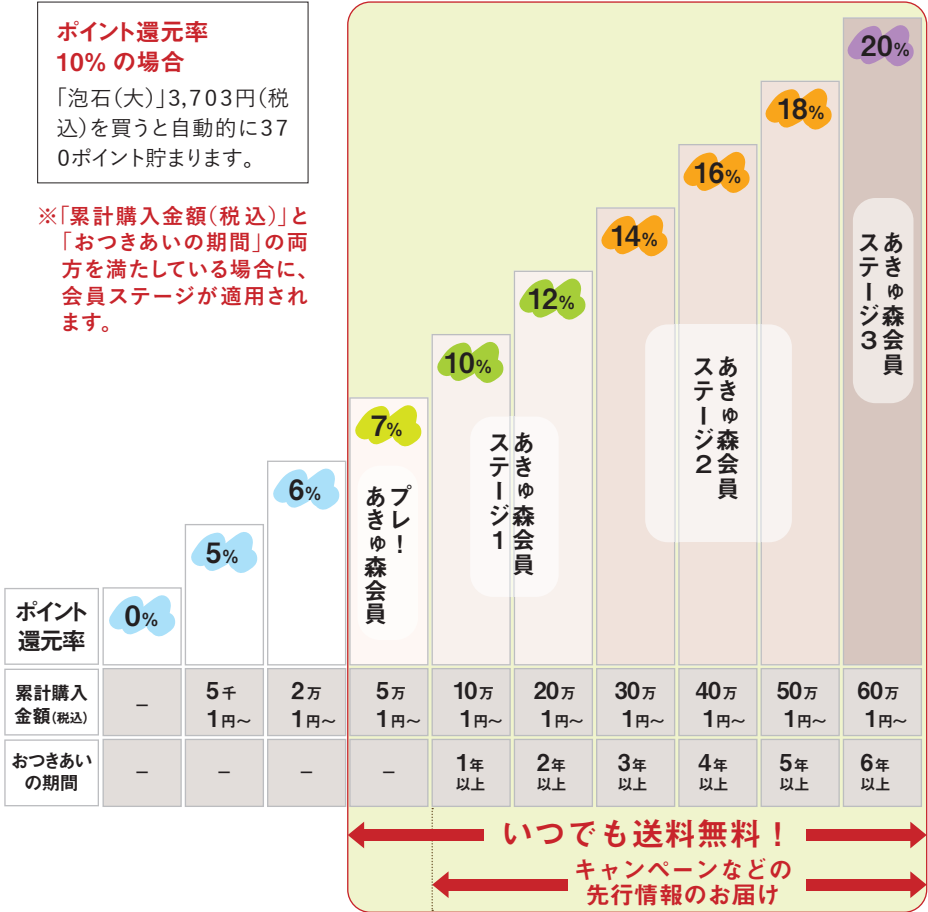 ポイント還元率
10% の場合
「泡石(大)」3,703円(税
込)を買うと自動的に37
0ポイント貯まります。
※「累計購入金額(税込)」と
「おつきあいの期間」の両
方を満たしている場合に、
会員ステージが適用され
ます。
ポイント
還元率
0%
5%
6%
7%
10%
12%
14%
16%
18%
20%
プレ！
あきゅ森会員
あきゅ森会員
ステージ1
あきゅ森会員
ステージ2
あきゅ森会員
ステージ3
累計購入 – 5千 2万 5万 10万 20万 30万 40万 50万 60万
金額(税込) 1円〜 1円〜 1円〜 1円〜 1円〜 1円〜 1円〜 1円〜 1円〜
おつきあい – – – – 1年 2年 3年 4年 5年 6年
の期間 以上 以上 以上 以上 以上 以上
いつでも送料無料！
キャンペーンなどの
先行情報のお届け